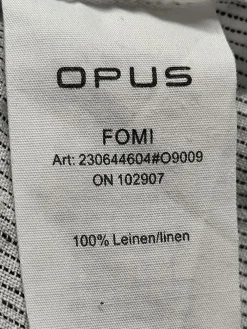 OPUS
FOMI
Art: 230644604#O9009
ON 102907
100% Leinen/linen